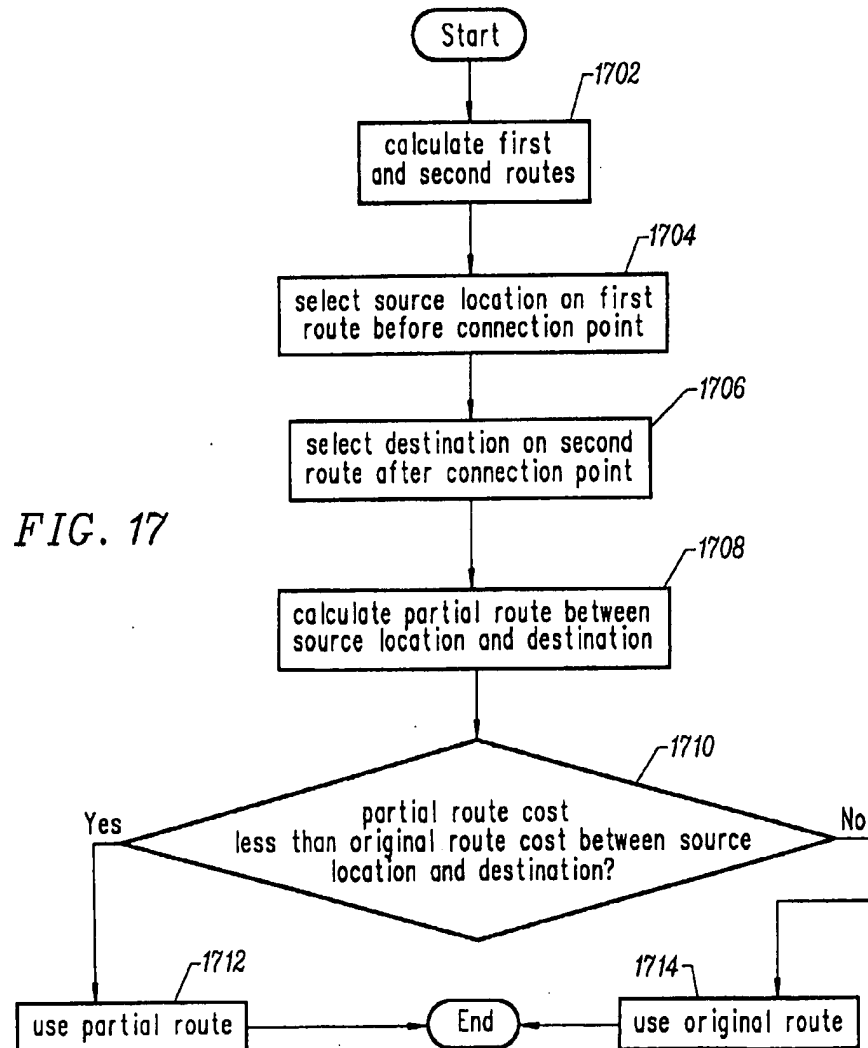 Start
1702
calculate first
and second routes
1704
select source location on first
route before connection point
1706
select destination on second
route after connection point
FIG. 17
1708
calculate partial route between
source location and destination
1710
partial route cost
less than original route cost between source
location and destination?
Yes
No
1712
use partial route
End
1714
use original route